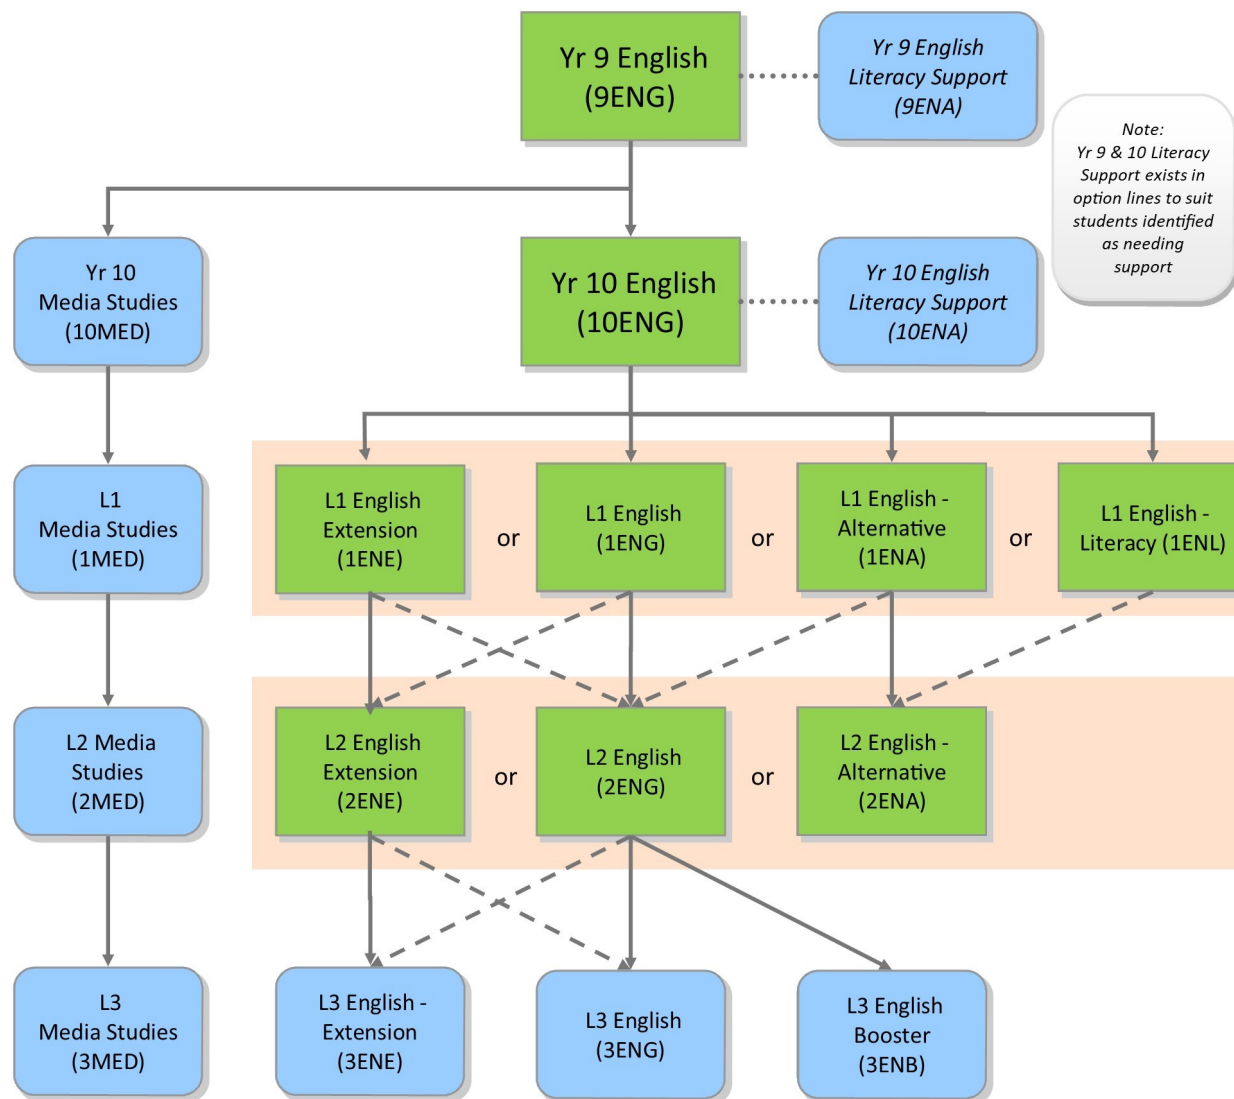 Yr 9 English
(9ENG)
Yr 9 English
Literacy Support
(9ENA)
Note:
Yr 9 & 10 Literacy
Support exists in
option lines to suit
students identified
as needing
support
Yr 10
Media Studies
(10MED)
Yr 10 English
(10ENG)
Yr 10 English
Literacy Support
(10ENA)
L1
Media Studies
(1MED)
L1 English
Extension
(1ENE)
or
L1 English
(1ENG)
or
L1 English -
Alternative
(1ENA)
or
L1 English -
Literacy (1ENL)
L2 Media
Studies
(2MED)
L2 English
Extension
(2ENE)
or
L2 English
(2ENG)
or
L2 English -
Alternative
(2ENA)
L3
Media Studies
(3MED)
L3 English -
Extension
(3ENE)
L3 English
(3ENG)
L3 English
Booster
(3ENB)